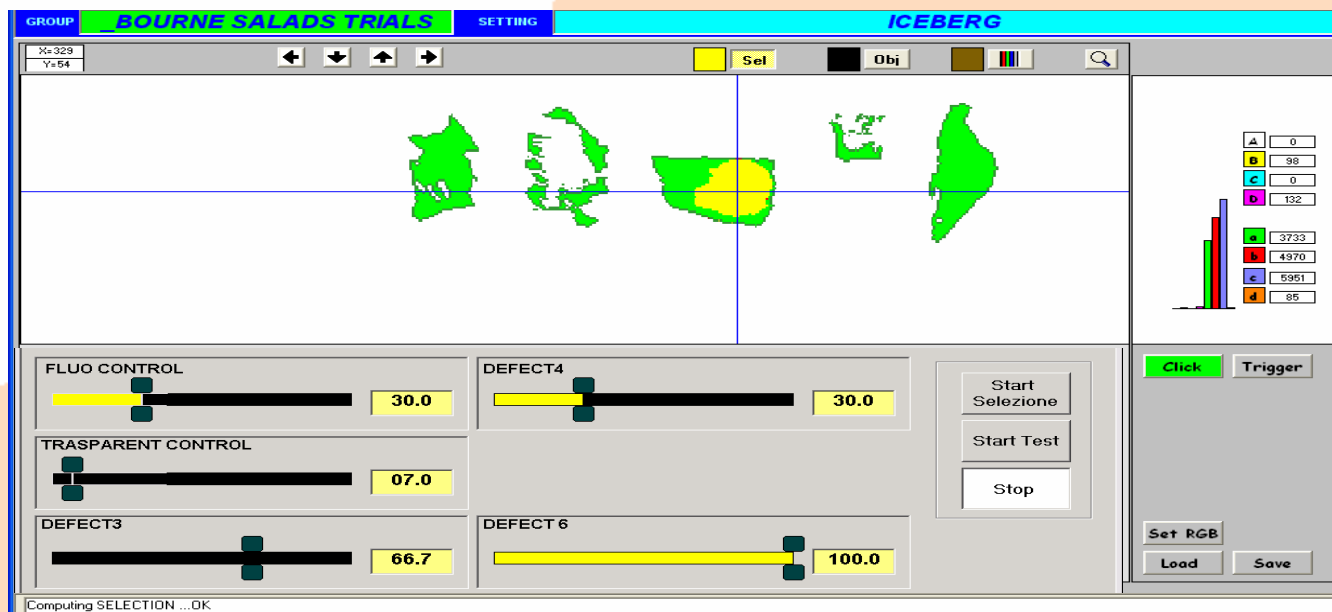 GROUP _BOURNE SALADS TRIALS SETTING ICEBERG
X=329
Y=54
Sel Obj
A 0
B 98
C 0
D 132
a 3733
b 4970
c 5951
d 85
FLUO CONTROL
30.0
DEFECT4
30.0
TRASPARENT CONTROL
07.0
DEFECT3
66.7
DEFECT 6
100.0
Start
Selezione
Start Test
Stop
Click Trigger
Set RGB
Load Save
Computing SELECTION ...OK